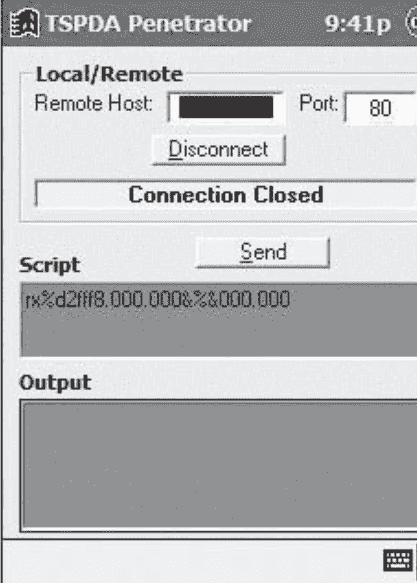 TSPDA Penetrator 9:41p
Local/Remote
Remote Host: Port: 80
Disconnect
Connection Closed
Send
Script
rx%d2fff8.000.000&%&000.000
Output